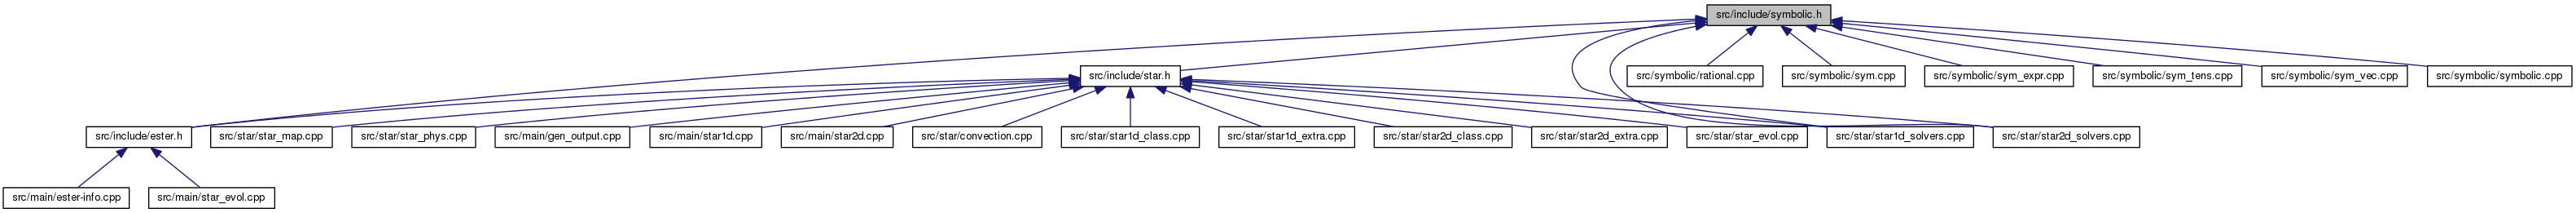 src/include/symbolic.h
src/include/star.h
src/symbolic/rational.cpp
src/symbolic/sym.cpp
src/symbolic/sym_expr.cpp
src/symbolic/sym_tens.cpp
src/symbolic/sym_vec.cpp
src/symbolic/symbolic.cpp
src/include/ester.h
src/star/star_map.cpp
src/star/star_phys.cpp
src/main/gen_output.cpp
src/main/star1d.cpp
src/main/star2d.cpp
src/star/convection.cpp
src/star/star1d_class.cpp
src/star/star1d_extra.cpp
src/star/star2d_class.cpp
src/star/star2d_extra.cpp
src/star/star_evol.cpp
src/star/star1d_solvers.cpp
src/star/star2d_solvers.cpp
src/main/ester-info.cpp
src/main/star_evol.cpp